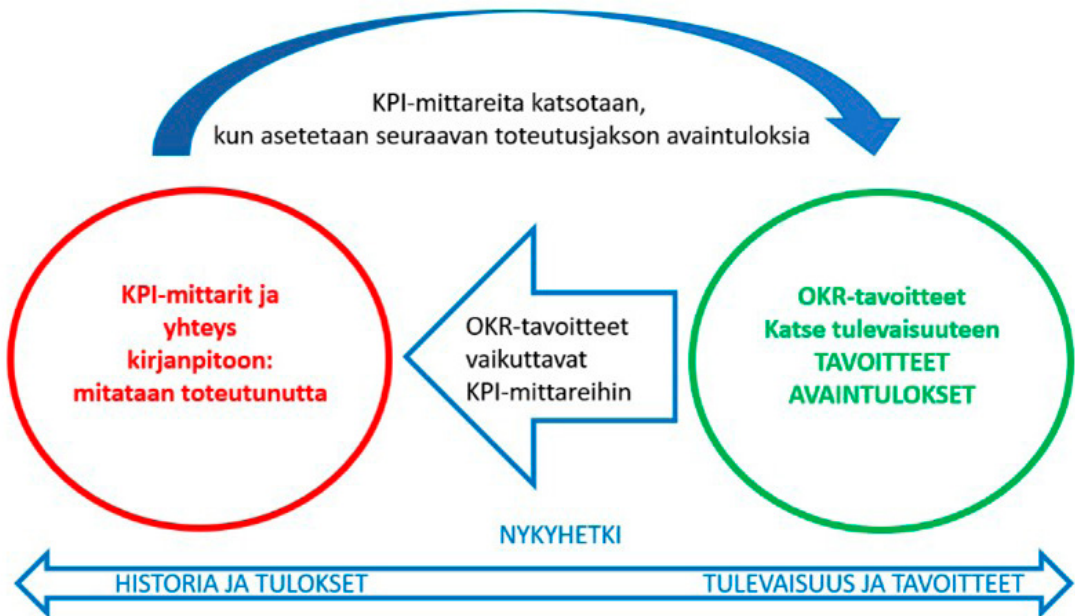 KPI-mittareita katsotaan,
kun asetetaan seuraavan toteutusjakson avaintuloksia
KPI-mittarit ja
yhteys
kirjanpitoon:
mitataan toteutunutta
OKR-tavoitteet
vaikuttavat
KPI-mittareihin
OKR-tavoitteet
Katse tulevaisuuteen
TAVOITTEET
AVAINTULOKSET
NYKYHETKI
HISTORIA JA TULOKSET
TULEVAISUUS JA TAVOITTEET